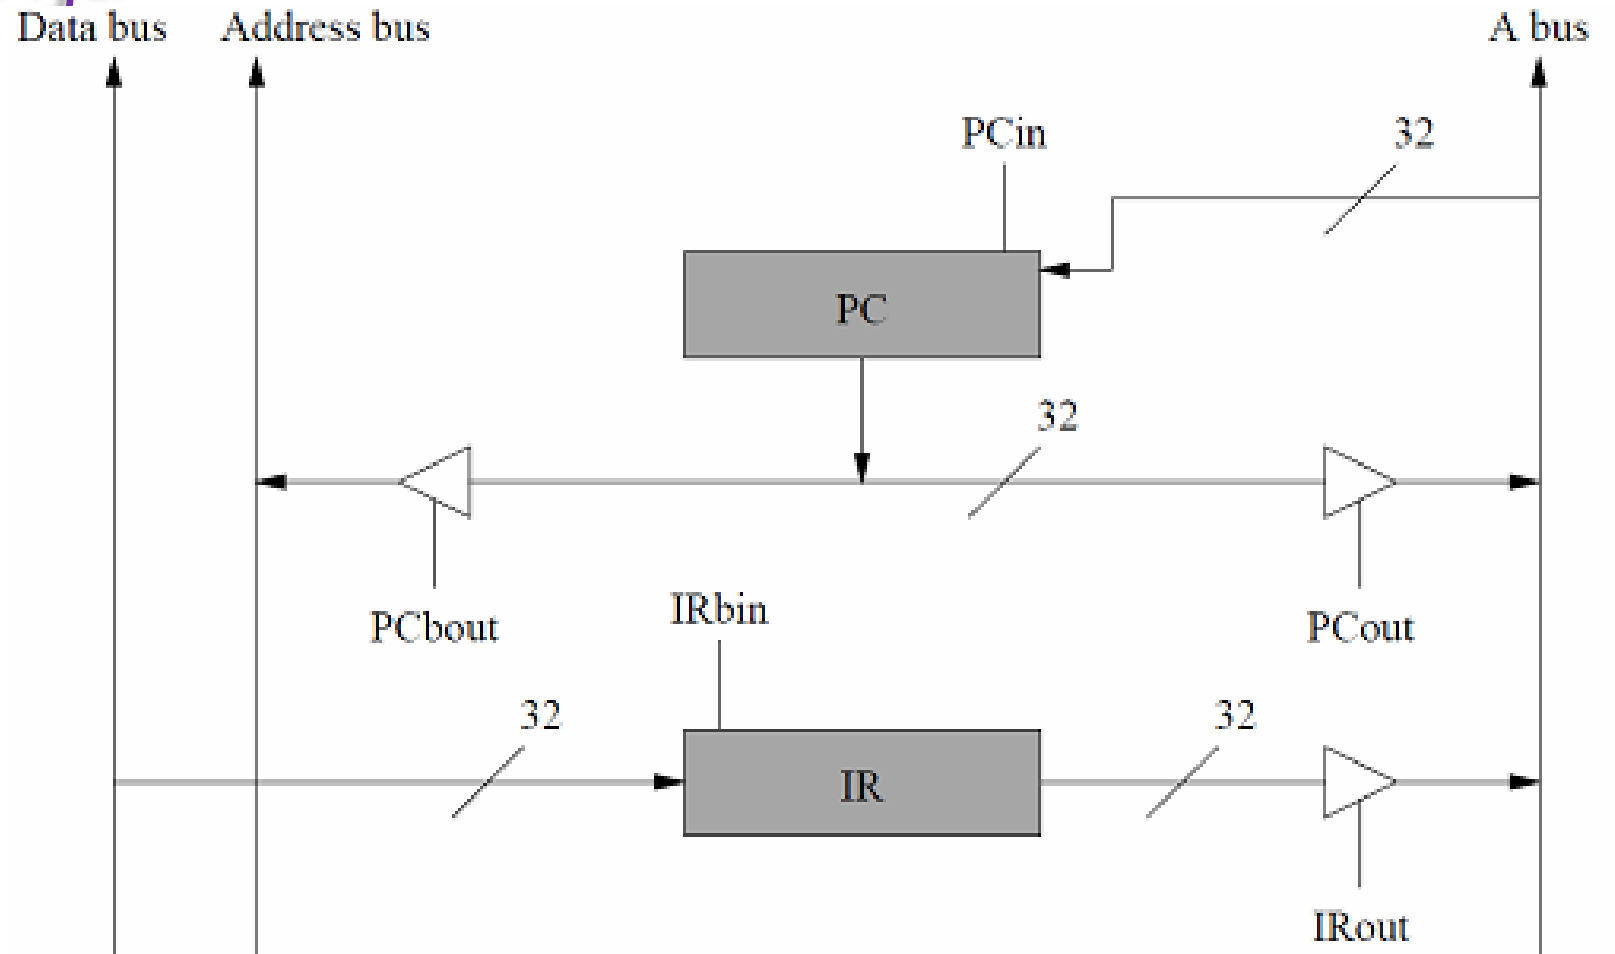 Data bus
Address bus
A bus
PCin
32
PC
32
PCbout
IRbin
PCout
32
32
IR
IRout